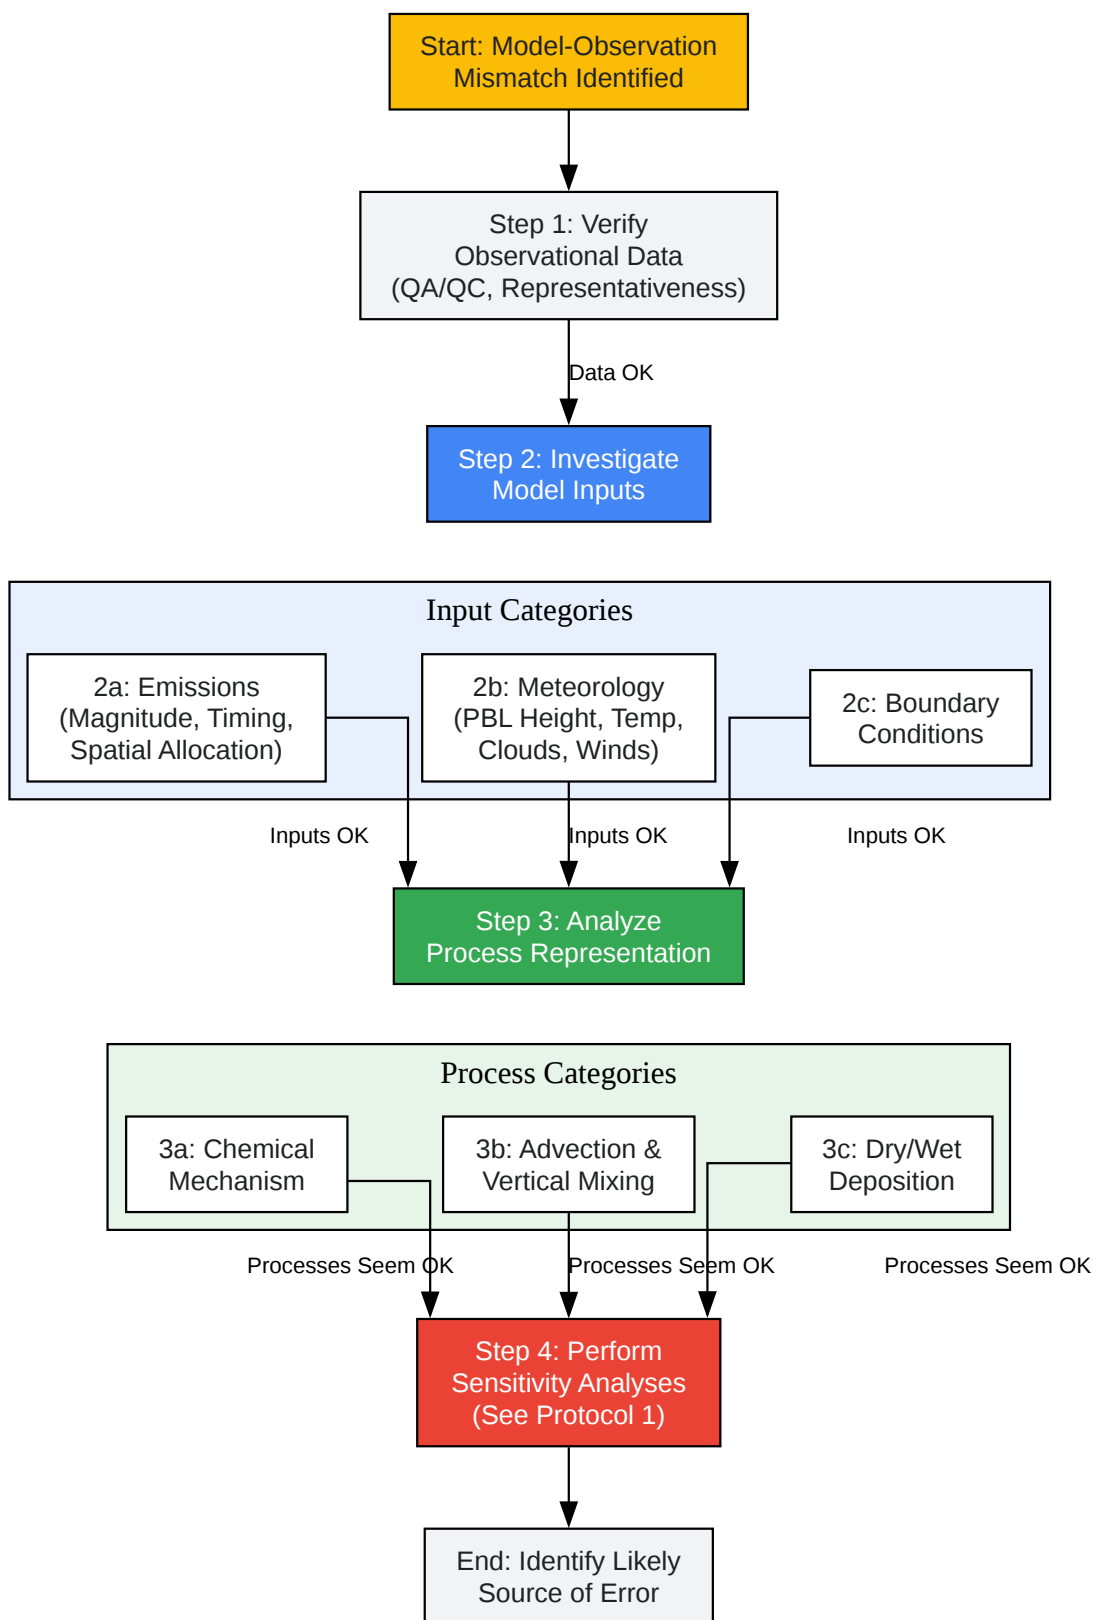 Start: Model-Observation
Mismatch Identified
Step 1: Verify
Observational Data
(QA/QC, Representativeness)
Data OK
Step 2: Investigate
Model Inputs
Input Categories
2a: Emissions
(Magnitude, Timing,
Spatial Allocation)
2b: Meteorology
(PBL Height, Temp,
Clouds, Winds)
2c: Boundary
Conditions
Inputs OK
Inputs OK
Inputs OK
Step 3: Analyze
Process Representation
Process Categories
3a: Chemical
Mechanism
3b: Advection &
Vertical Mixing
3c: Dry/Wet
Deposition
Processes Seem OK
Processes Seem OK
Processes Seem OK
Step 4: Perform
Sensitivity Analyses
(See Protocol 1)
End: Identify Likely
Source of Error